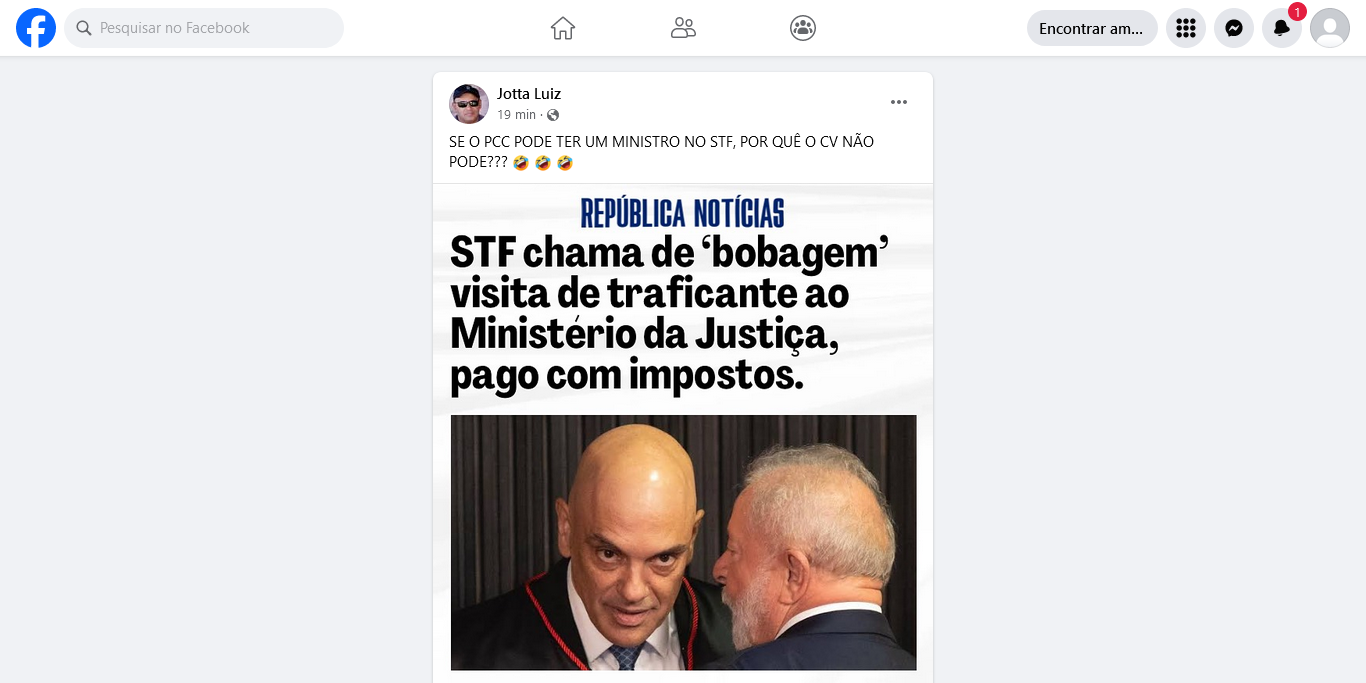 Pesquisar no Facebook
Encontrar am...
1
Jotta Luiz
19 min ·
SE O PCC PODE TER UM MINISTRO NO STF, POR QUÊ O CV NÃO
PODE??? 🤣 🤣 🤣
REPÚBLICA NOTÍCIAS
STF chama de ‘bobagem’
visita de traficante ao
Ministério da Justiça,
pago com impostos.